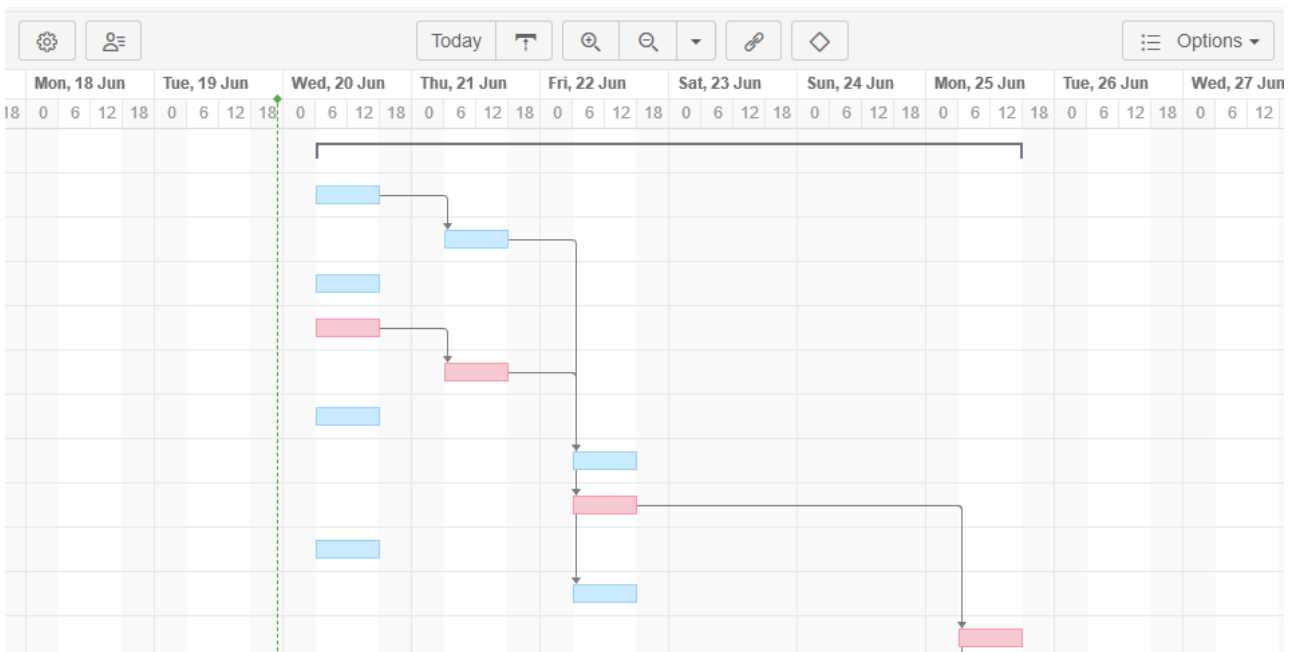 Today Options
Mon, 18 Jun Tue, 19 Jun Wed, 20 Jun Thu, 21 Jun Fri, 22 Jun Sat, 23 Jun Sun, 24 Jun Mon, 25 Jun Tue, 26 Jun Wed, 27 Jun
18 0 6 12 18 0 6 12 18 0 6 12 18 0 6 12 18 0 6 12 18 0 6 12 18 0 6 12 18 0 6 12 18 0 6 12 18 0 6 12